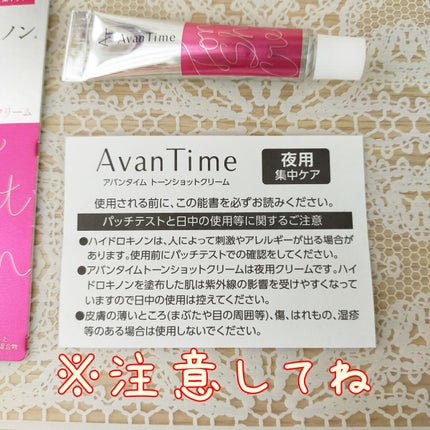 AvanTime
ノン.
クリーム
AvanTime
アバンタイム トーンショットクリーム
夜用
集中ケア
使用される前に、この能書を必ずお読みください。
パッチテストと日中の使用等に関するご注意
●ハイドロキノンは、人によって刺激やアレルギーが出る場合が
あります。使用前にパッチテストでの確認をしてください。
●アバンタイムトーンショットクリームは夜用クリームです。ハイ
ドロキノンを塗布した肌は紫外線の影響を受けやすくなって
いますので日中の使用は控えてください。
●皮膚の薄いところ(まぶたや目の周囲等)、傷、はれもの、湿疹
等のある場合は使用しないでください。
※注意してね